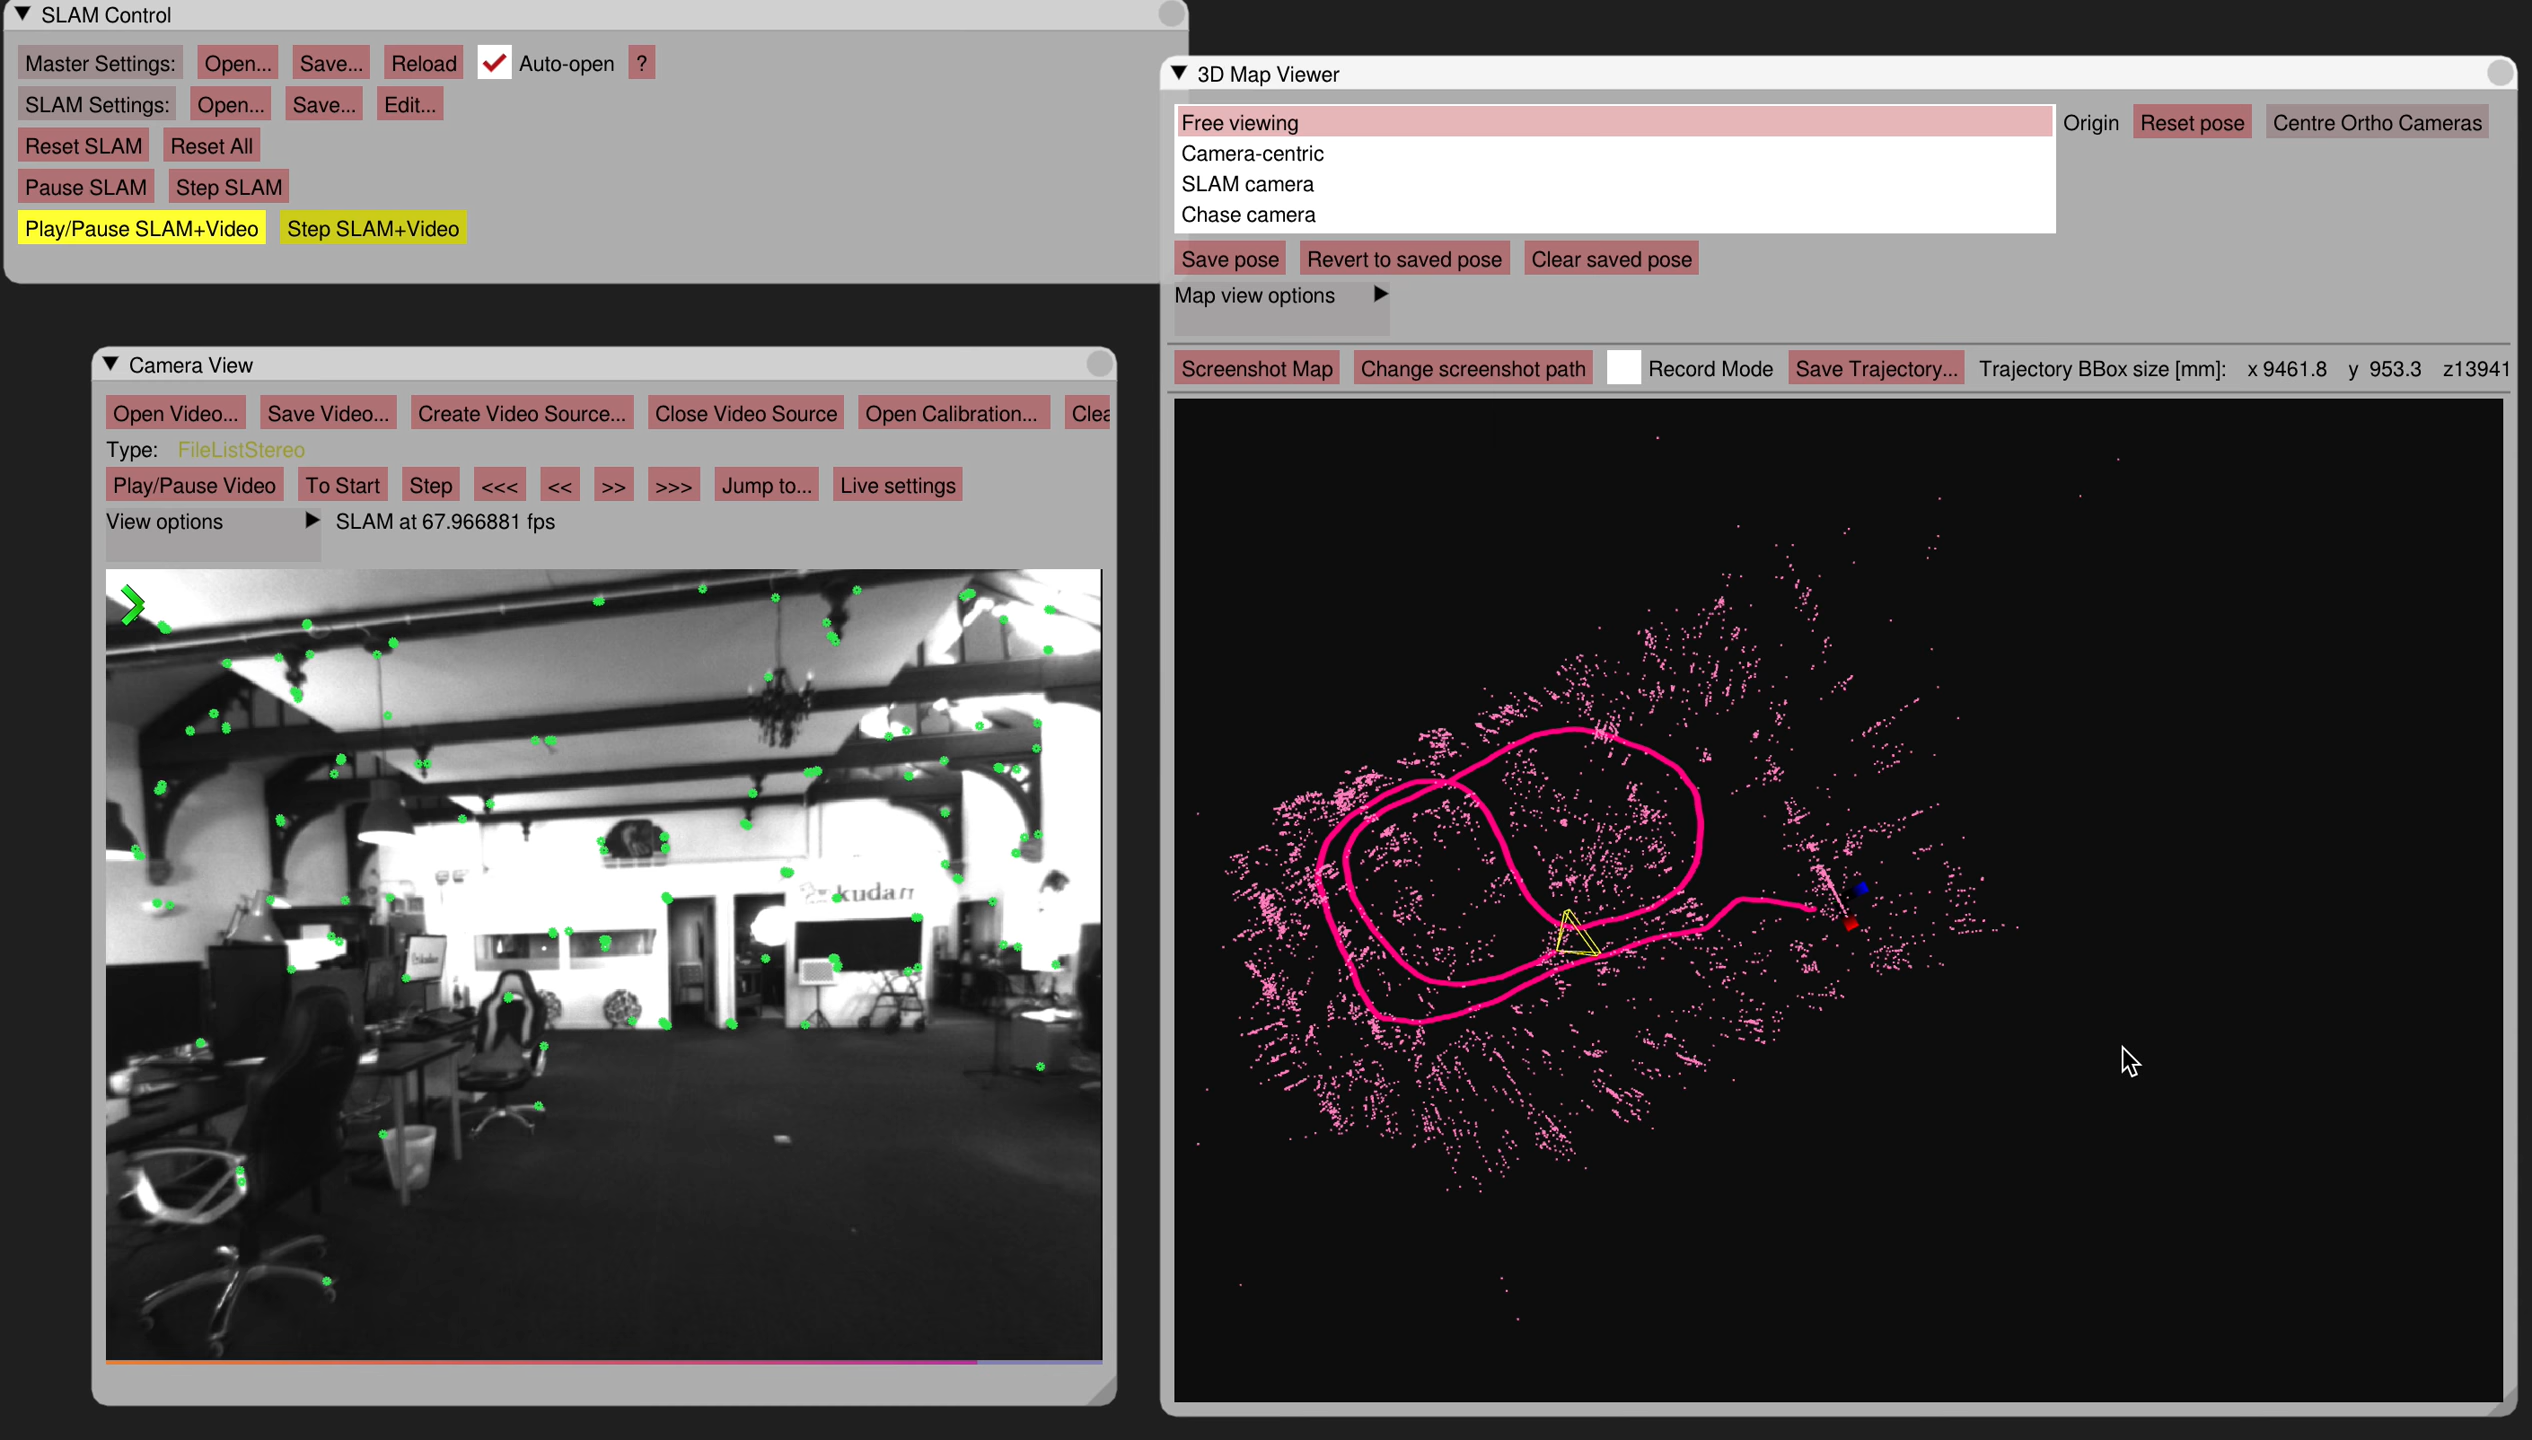 SLAM Control
Master Settings: Open... Save... Reload Auto-open ?
SLAM Settings: Open... Save... Edit...
Reset SLAM Reset All
Pause SLAM Step SLAM
Play/Pause SLAM+Video Step SLAM+Video
Camera View
Open Video... Save Video... Create Video Source... Close Video Source Open Calibration... Clea
Type: FileListStereo
Play/Pause Video To Start Step <<< << >> >>> Jump to... Live settings
View options SLAM at 67.966881 fps
kudan
3D Map Viewer
Free viewing Origin Reset pose Centre Ortho Cameras
Camera-centric
SLAM camera
Chase camera
Save pose Revert to saved pose Clear saved pose
Map view options
Screenshot Map Change screenshot path Record Mode Save Trajectory... Trajectory BBox size [mm]: x 9461.8 y 953.3 z13941